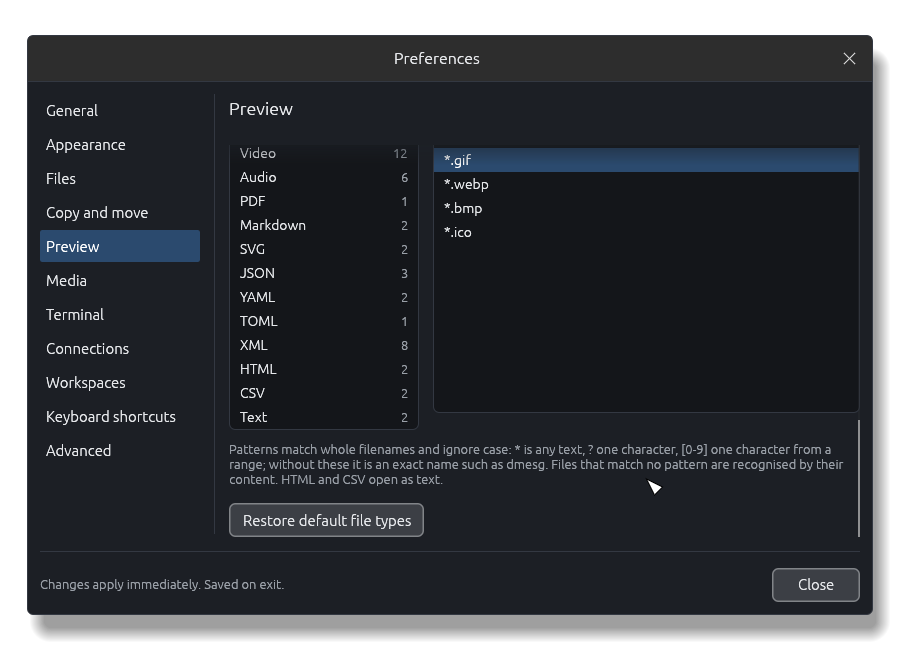 Preferences
General
Appearance
Files
Copy and move
Preview
Media
Terminal
Connections
Workspaces
Keyboard shortcuts
Advanced
Preview
Video 12
Audio 6
PDF 1
Markdown 2
SVG 2
JSON 3
YAML 2
TOML 1
XML 8
HTML 2
CSV 2
Text 2
*.gif
*.webp
*.bmp
*.ico
Patterns match whole filenames and ignore case: * is any text, ? one character, [0-9] one character from a
range; without these it is an exact name such as dmesg. Files that match no pattern are recognised by their
content. HTML and CSV open as text.
Restore default file types
Changes apply immediately. Saved on exit.
Close